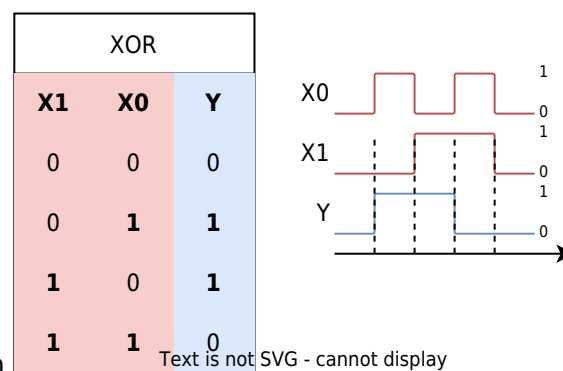 XOR
X1 X0 Y
0 0 0
0 1 1
1 0 1
1 1 0
X0 1 0
X1 1 0
Y 1 0
Text is not SVG - cannot display